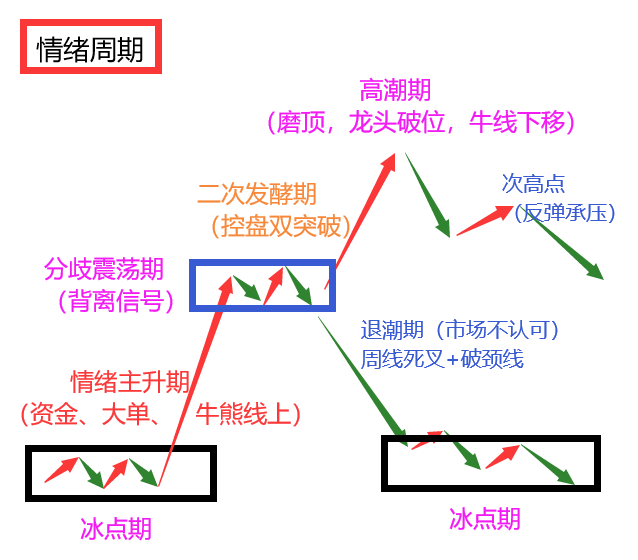 情绪周期
高潮期
（磨顶，龙头破位，牛线下移）
次高点
（反弹承压）
二次发酵期
（控盘双突破）
分歧震荡期
（背离信号）
退潮期（市场不认可）
周线死叉+破颈线
情绪主升期
（资金、大单、 牛熊线上）
冰点期
冰点期